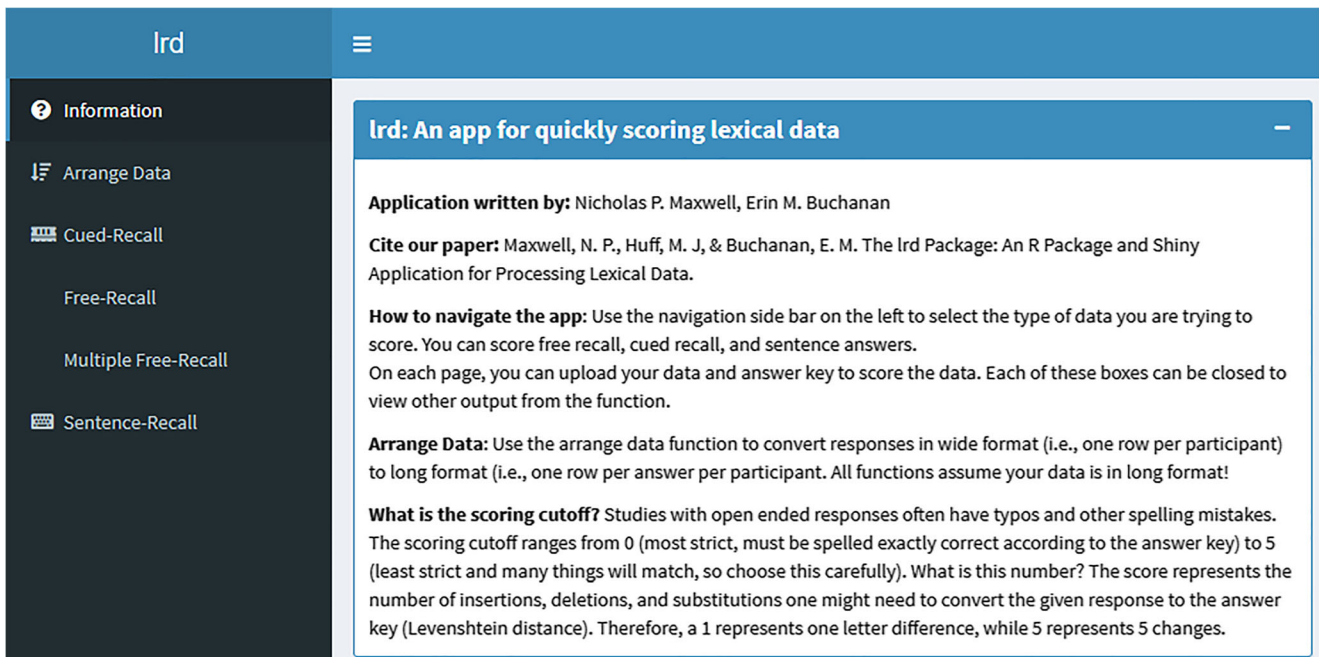 lrd
Information
Arrange Data
Cued-Recall
Free-Recall
Multiple Free-Recall
Sentence-Recall
lrd: An app for quickly scoring lexical data
Application written by: Nicholas P. Maxwell, Erin M. Buchanan
Cite our paper: Maxwell, N. P., Huff, M. J, & Buchanan, E. M. The lrd Package: An R Package and Shiny
Application for Processing Lexical Data.
How to navigate the app: Use the navigation side bar on the left to select the type of data you are trying to
score. You can score free recall, cued recall, and sentence answers.
On each page, you can upload your data and answer key to score the data. Each of these boxes can be closed to
view other output from the function.
Arrange Data: Use the arrange data function to convert responses in wide format (i.e., one row per participant)
to long format (i.e., one row per answer per participant. All functions assume your data is in long format!
What is the scoring cutoff? Studies with open ended responses often have typos and other spelling mistakes.
The scoring cutoff ranges from 0 (most strict, must be spelled exactly correct according to the answer key) to 5
(least strict and many things will match, so choose this carefully). What is this number? The score represents the
number of insertions, deletions, and substitutions one might need to convert the given response to the answer
key (Levenshtein distance). Therefore, a 1 represents one letter difference, while 5 represents 5 changes.